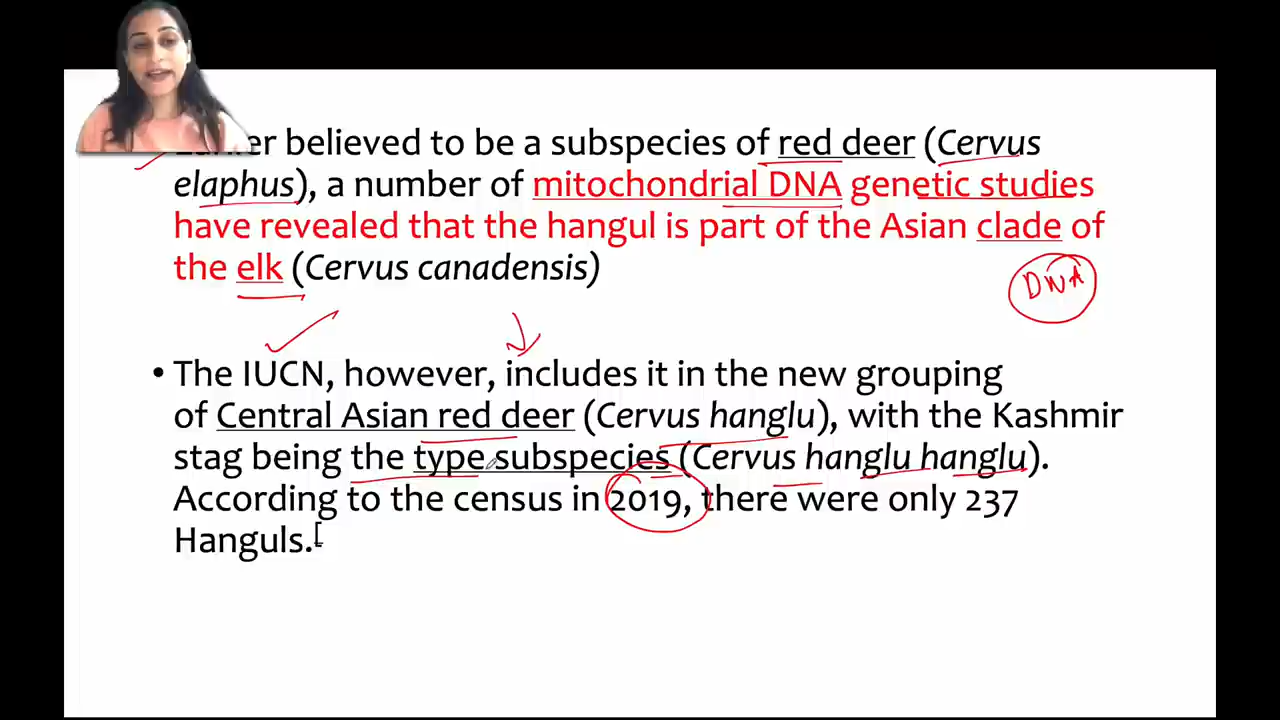 believed to be a subspecies of red deer (Cervus
elaphus), a number of mitochondrial DNA genetic studies
have revealed that the hangul is part of the Asian clade of
the elk (Cervus canadensis)
DNA
• The IUCN, however, includes it in the new grouping
of Central Asian red deer (Cervus hanglu), with the Kashmir
stag being the type subspecies (Cervus hanglu hanglu).
According to the census in 2019, there were only 237
Hanguls.